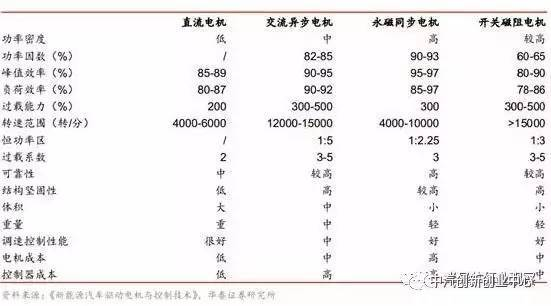 直流电机 交流异步电机 永磁同步电机 开关磁阻电机
功率密度 低 中 高 较高
功率因数（%） / 82-85 90-93 60-65
峰值效率（%） 85-89 90-95 95-97 80-90
负荷效率（%） 80-87 90-92 85-97 78-86
过载能力（%） 200 300-500 300 300-500
转速范围（转/分） 4000-6000 12000-15000 4000-10000 >15000
恒功率区 / 1:5 1:2.25 1:3
过载系数 2 3-5 3 3-5
可靠性 中 较高 高 较高
结构坚固性 低 高 较高 高
体积 大 中 小 小
重量 重 中 轻 轻
调速控制性能 很好 中 好 好
电机成本 低 中 高 中
控制器成本 低 高 高 中
中汽创新创业中心
资料来源：《新能源汽车驱动电机与控制技术》，华泰证券研究所